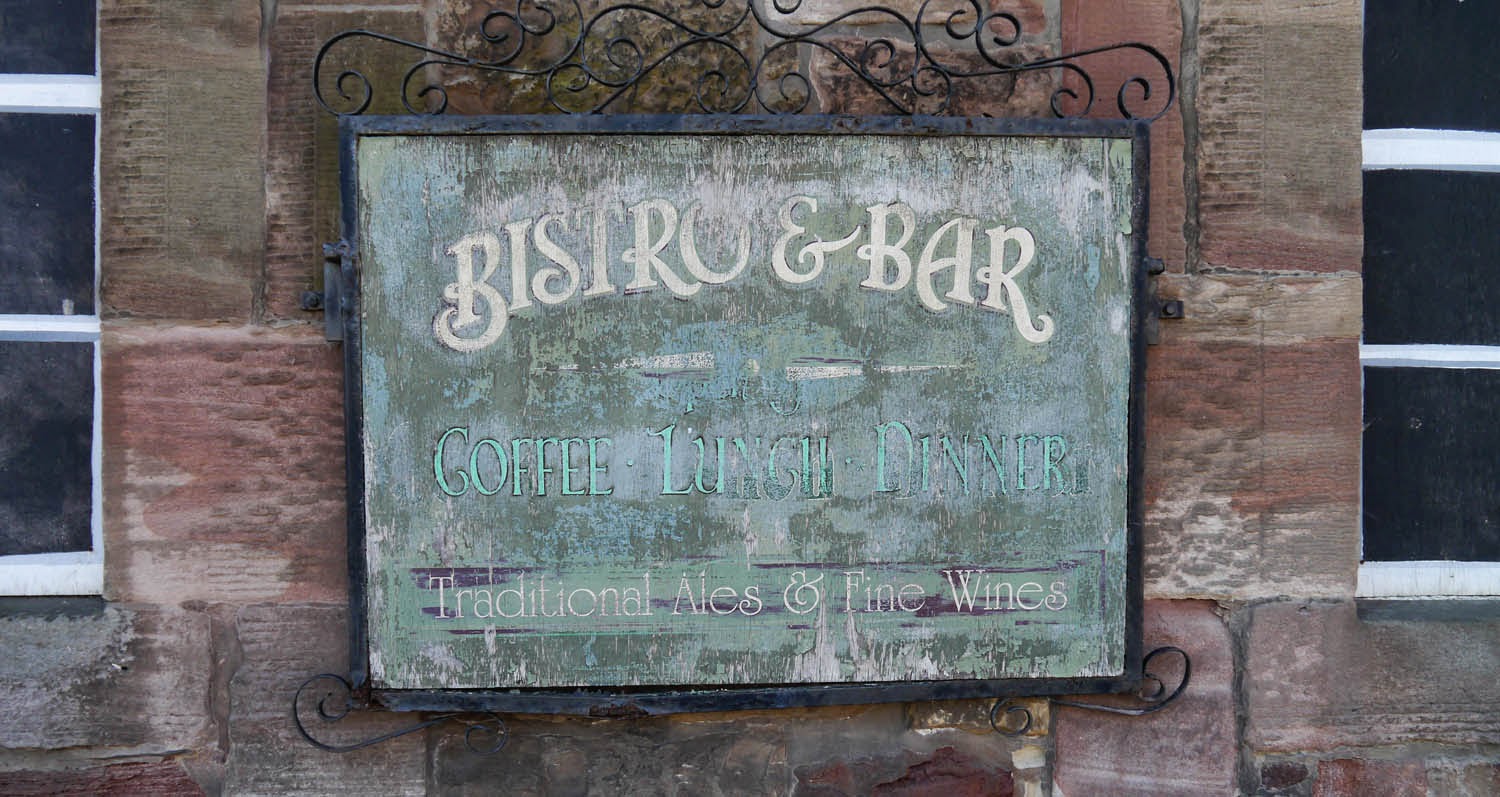 BISTRO & BAR
COFFEE · LUNCH · DINNER
Traditional Ales & Fine Wines